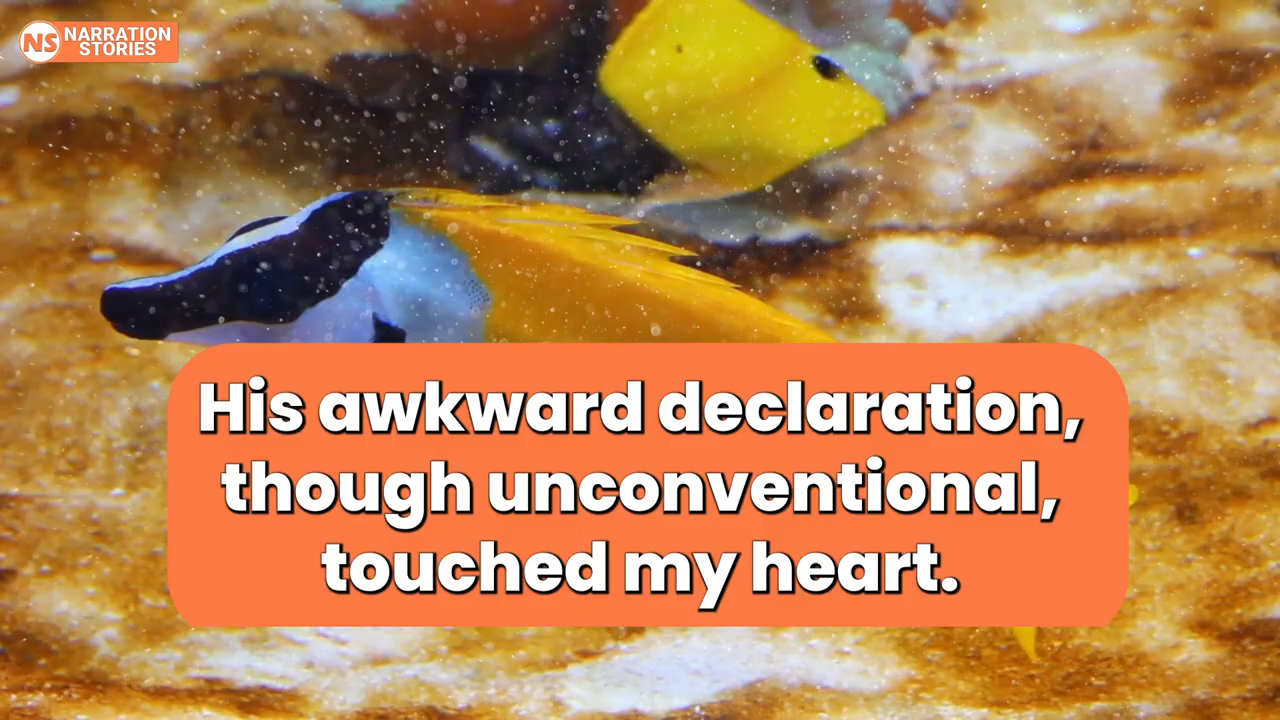 NS NARRATION
STORIES
His awkward declaration,
though unconventional,
touched my heart.